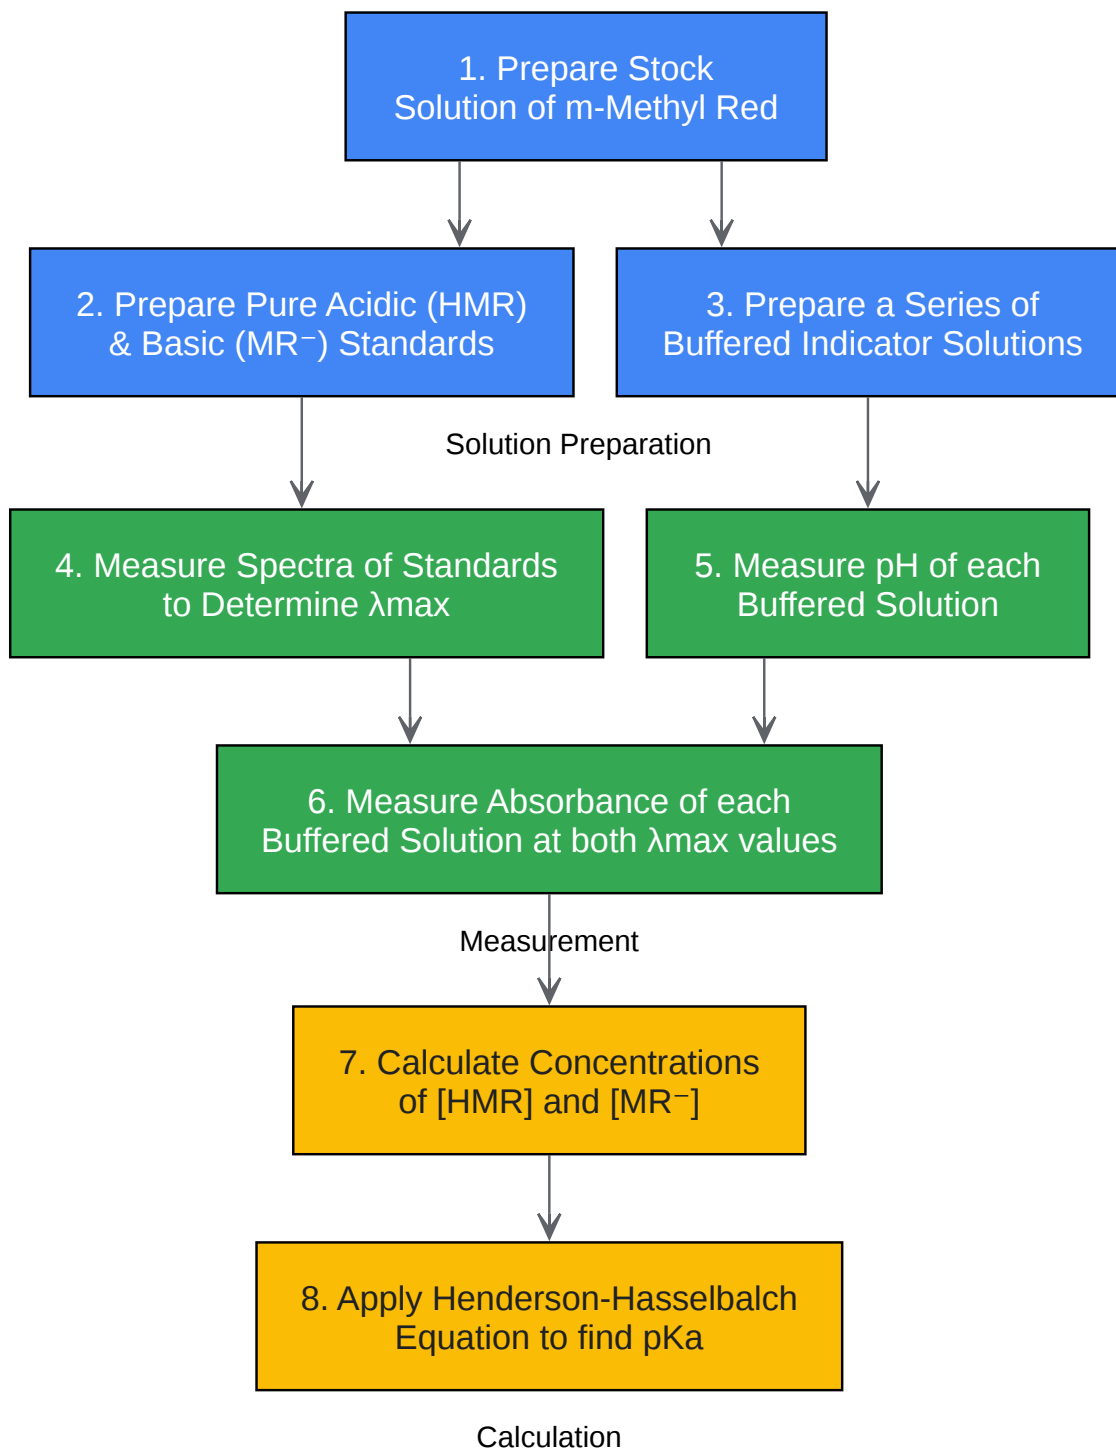 1. Prepare Stock
Solution of m-Methyl Red
2. Prepare Pure Acidic (HMR)
& Basic (MR⁻) Standards
3. Prepare a Series of
Buffered Indicator Solutions
Solution Preparation
4. Measure Spectra of Standards
to Determine λmax
5. Measure pH of each
Buffered Solution
6. Measure Absorbance of each
Buffered Solution at both λmax values
Measurement
7. Calculate Concentrations
of [HMR] and [MR⁻]
8. Apply Henderson-Hasselbalch
Equation to find pKa
Calculation